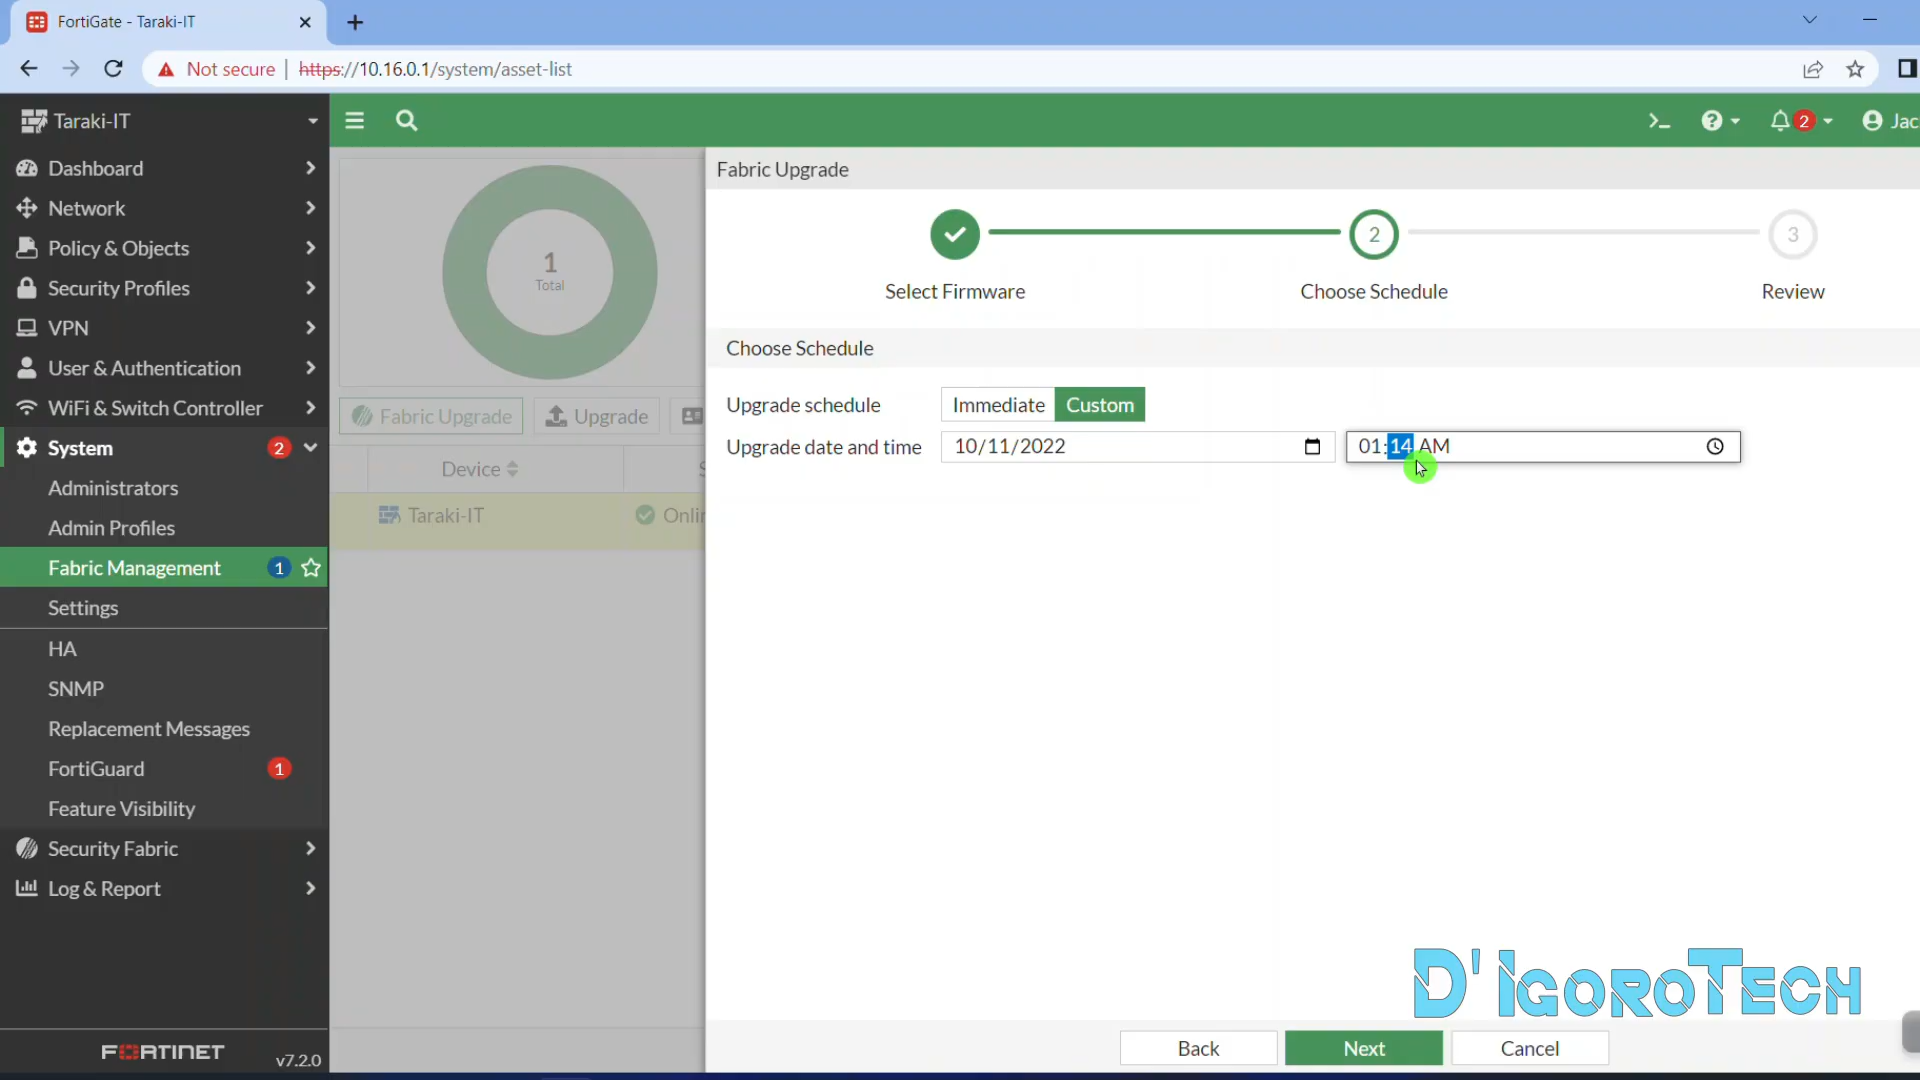 FortiGate - Taraki-IT
Not secure | https://10.16.0.1/system/asset-list
Taraki-IT
2
Jac
Dashboard
Network
Policy & Objects
Security Profiles
VPN
User & Authentication
WiFi & Switch Controller
System 2
Administrators
Admin Profiles
Fabric Management 1
Settings
HA
SNMP
Replacement Messages
FortiGuard 1
Feature Visibility
Security Fabric
Log & Report
FORTINET v7.2.0
1
Total
Fabric Upgrade Upgrade
Device S
Taraki-IT Onli
Fabric Upgrade
2 3
Select Firmware Choose Schedule Review
Choose Schedule
Upgrade schedule Immediate Custom
Upgrade date and time 10/11/2022 01:14 AM
D'IGOROTECH
Back Next Cancel